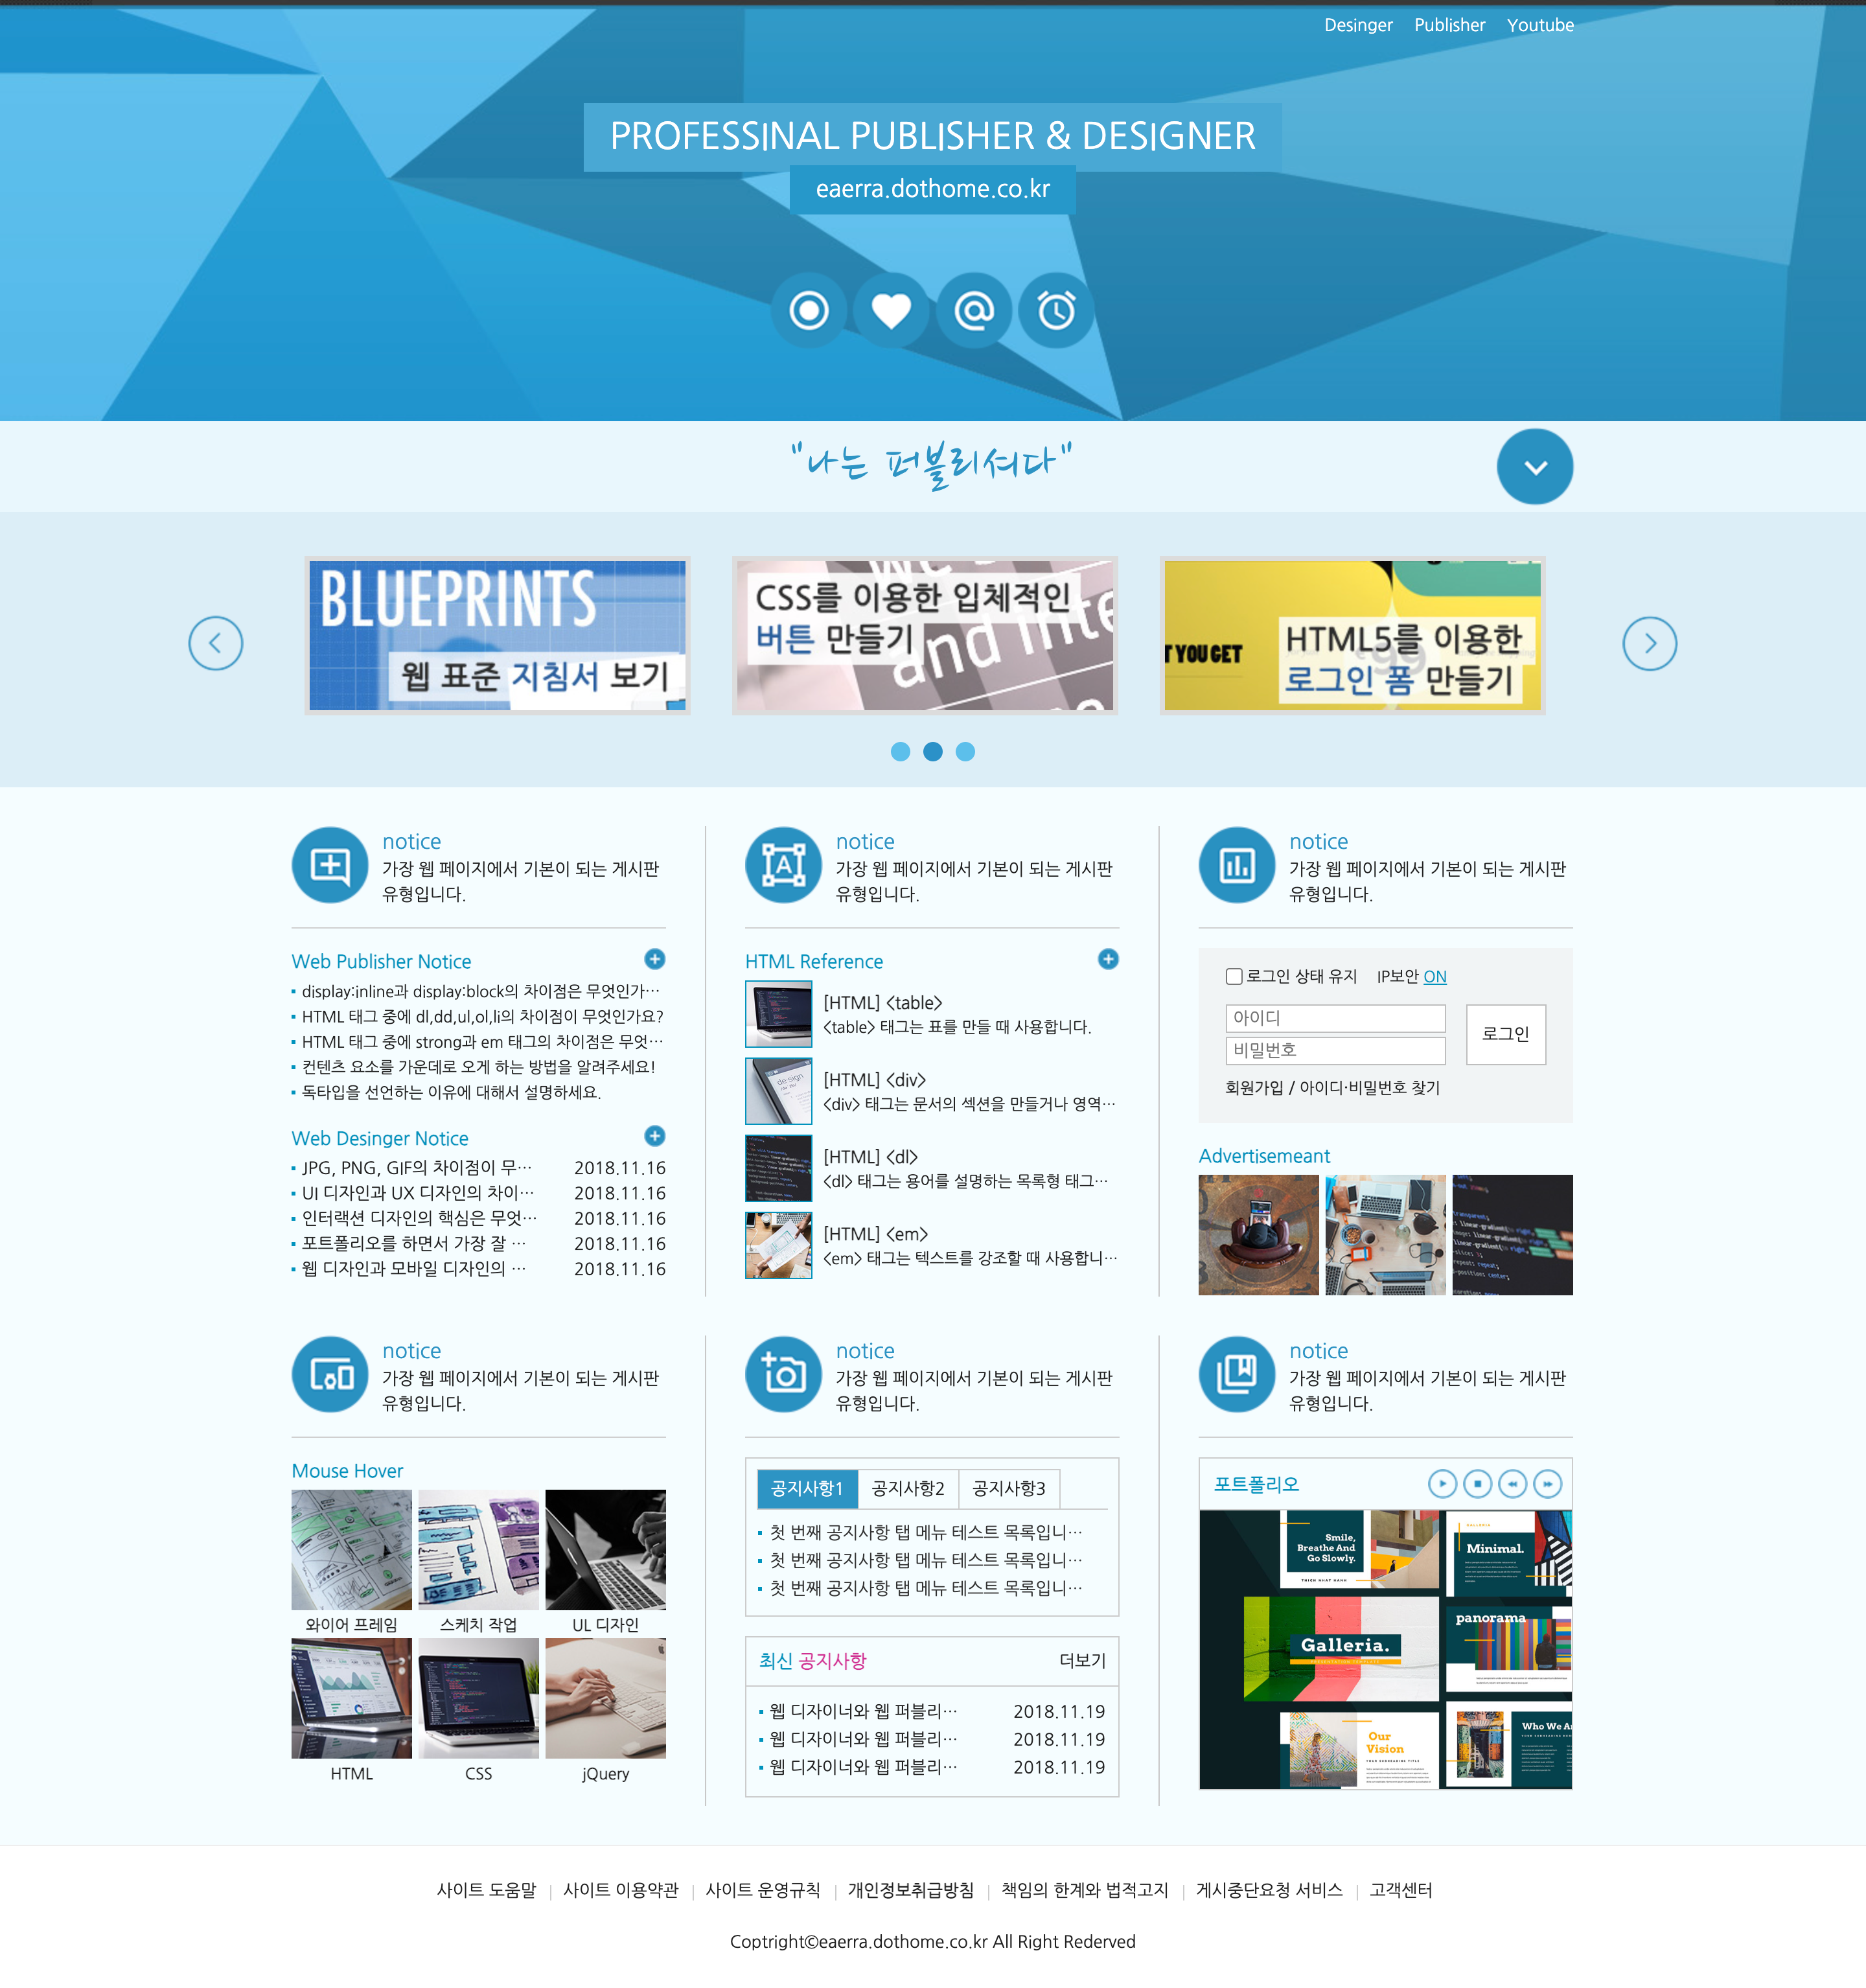 Desinger Publisher Youtube
PROFESSINAL PUBLISHER & DESIGNER
eaerra.dothome.co.kr
"나는 퍼블리셔다"
BLUEPRINTS
웹 표준 지침서 보기
CSS를 이용한 입체적인
버튼 만들기
and inte
T YOU GET
HTML5를 이용한
로그인 폼 만들기
notice
가장 웹 페이지에서 기본이 되는 게시판
유형입니다.
Web Publisher Notice
display:inline과 display:block의 차이점은 무엇인가…
HTML 태그 중에 dl,dd,ul,ol,li의 차이점이 무엇인가요?
HTML 태그 중에 strong과 em 태그의 차이점은 무엇…
컨텐츠 요소를 가운데로 오게 하는 방법을 알려주세요!
독타입을 선언하는 이유에 대해서 설명하세요.
Web Desinger Notice
JPG, PNG, GIF의 차이점이 무… 2018.11.16
UI 디자인과 UX 디자인의 차이… 2018.11.16
인터랙션 디자인의 핵심은 무엇… 2018.11.16
포트폴리오를 하면서 가장 잘 … 2018.11.16
웹 디자인과 모바일 디자인의 … 2018.11.16
notice
가장 웹 페이지에서 기본이 되는 게시판
유형입니다.
HTML Reference
[HTML] <table>
<table> 태그는 표를 만들 때 사용합니다.
[HTML] <div>
<div> 태그는 문서의 섹션을 만들거나 영역…
[HTML] <dl>
<dl> 태그는 용어를 설명하는 목록형 태그…
[HTML] <em>
<em> 태그는 텍스트를 강조할 때 사용합니…
notice
가장 웹 페이지에서 기본이 되는 게시판
유형입니다.
로그인 상태 유지 IP보안 ON
아이디
비밀번호
로그인
회원가입 / 아이디·비밀번호 찾기
Advertisemeant
notice
가장 웹 페이지에서 기본이 되는 게시판
유형입니다.
Mouse Hover
와이어 프레임 스케치 작업 UL 디자인
HTML CSS jQuery
notice
가장 웹 페이지에서 기본이 되는 게시판
유형입니다.
공지사항1 공지사항2 공지사항3
첫 번째 공지사항 탭 메뉴 테스트 목록입니…
첫 번째 공지사항 탭 메뉴 테스트 목록입니…
첫 번째 공지사항 탭 메뉴 테스트 목록입니…
최신 공지사항 더보기
웹 디자이너와 웹 퍼블리… 2018.11.19
웹 디자이너와 웹 퍼블리… 2018.11.19
웹 디자이너와 웹 퍼블리… 2018.11.19
notice
가장 웹 페이지에서 기본이 되는 게시판
유형입니다.
포트폴리오
Smile,
Breathe And
Go Slowly.
THICH NHAT HANH
Minimal.
Galleria.
panorama
Our
Vision
Who We A
사이트 도움말 사이트 이용약관 사이트 운영규칙 개인정보취급방침 책임의 한계와 법적고지 게시중단요청 서비스 고객센터
Coptright©eaerra.dothome.co.kr All Right Rederved